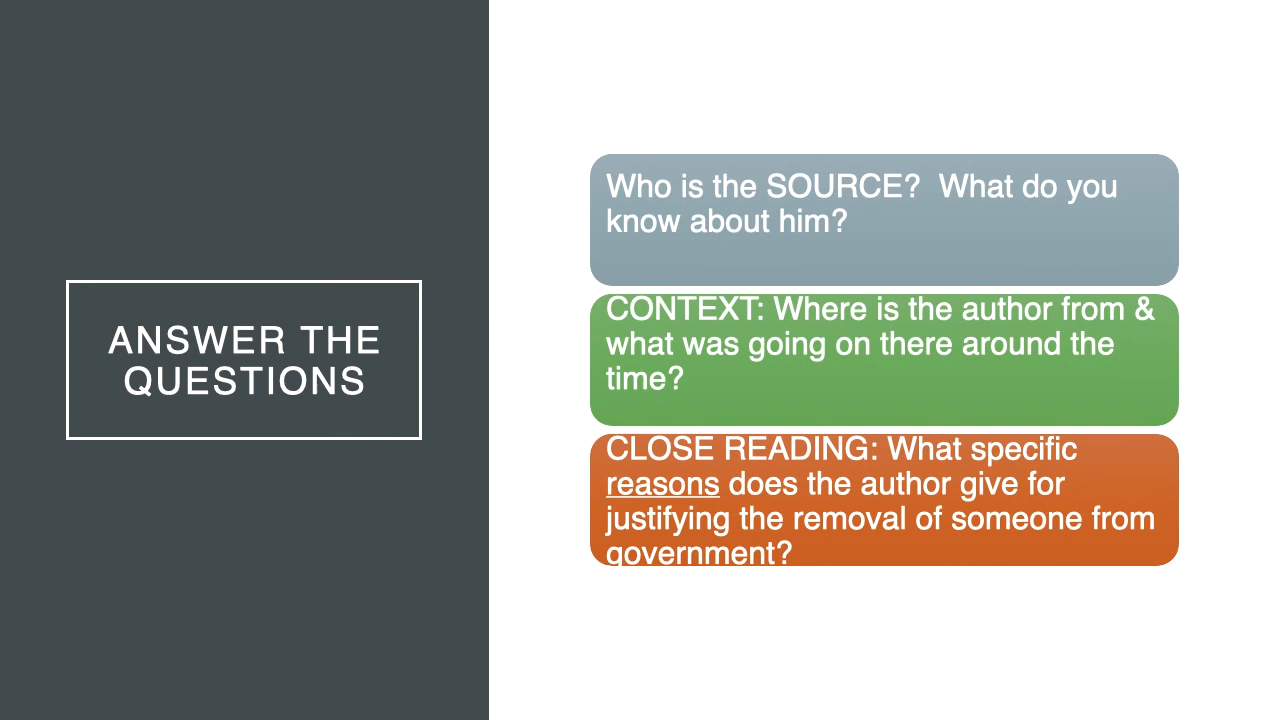 ANSWER THE
QUESTIONS
Who is the SOURCE?  What do you
know about him?
CONTEXT: Where is the author from &
what was going on there around the
time?
CLOSE READING: What specific
reasons does the author give for
justifying the removal of someone from
government?